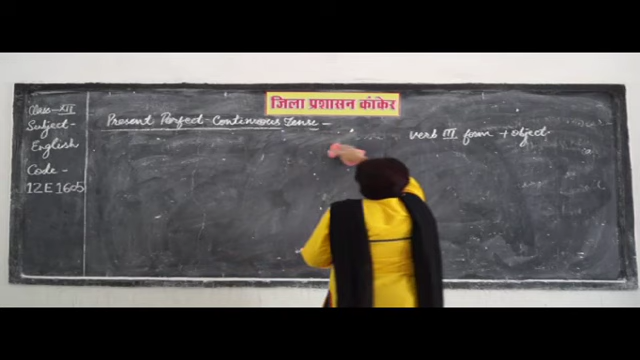 जिला प्रशासन कांकेर
Class - XII
Subject -
English
Code -
12E1605
Present Perfect Continuous Tense -
verb III form + object